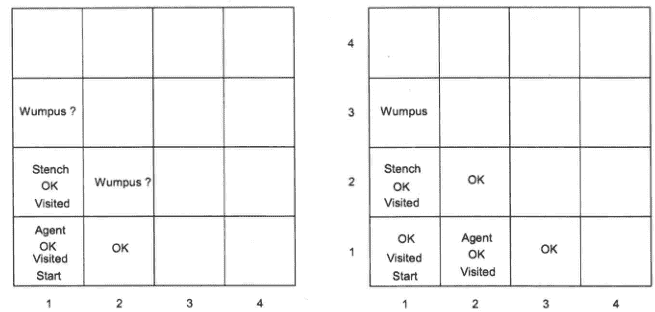 Wumpus ?
Stench
OK
Visited
Wumpus ?
Agent
OK
Visited
Start
OK
1 2 3 4
4
3
Wumpus
2
Stench
OK
Visited
OK
1
OK
Visited
Start
Agent
OK
Visited
OK
1 2 3 4